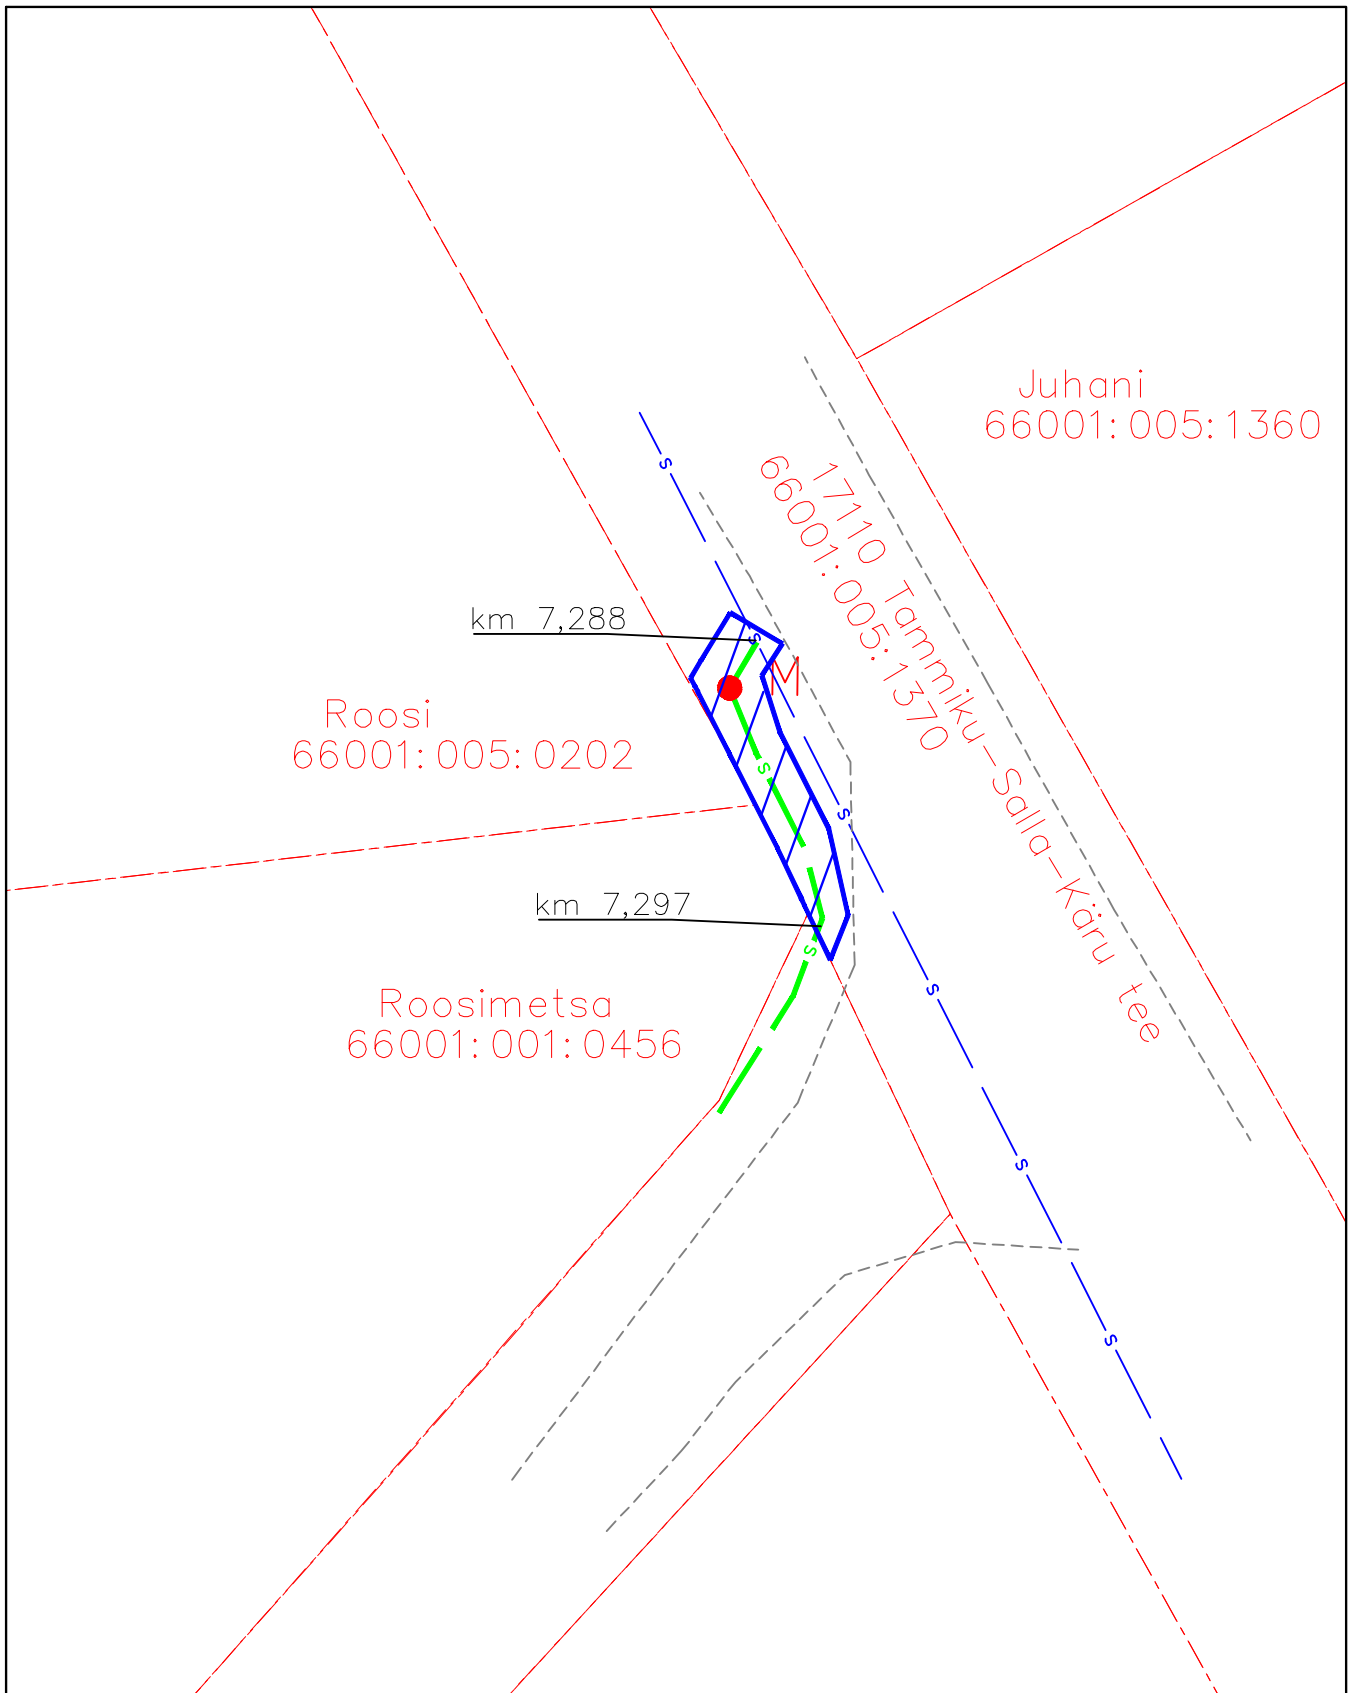 Juhani
66001:005:1360
17110 Tammiku-Salla-Käru tee
66001:005:1370
km 7,288
s
s
M
Roosi
66001:005:0202
s
s
km 7,297
s
s
Roosimetsa
66001:001:0456
s
s